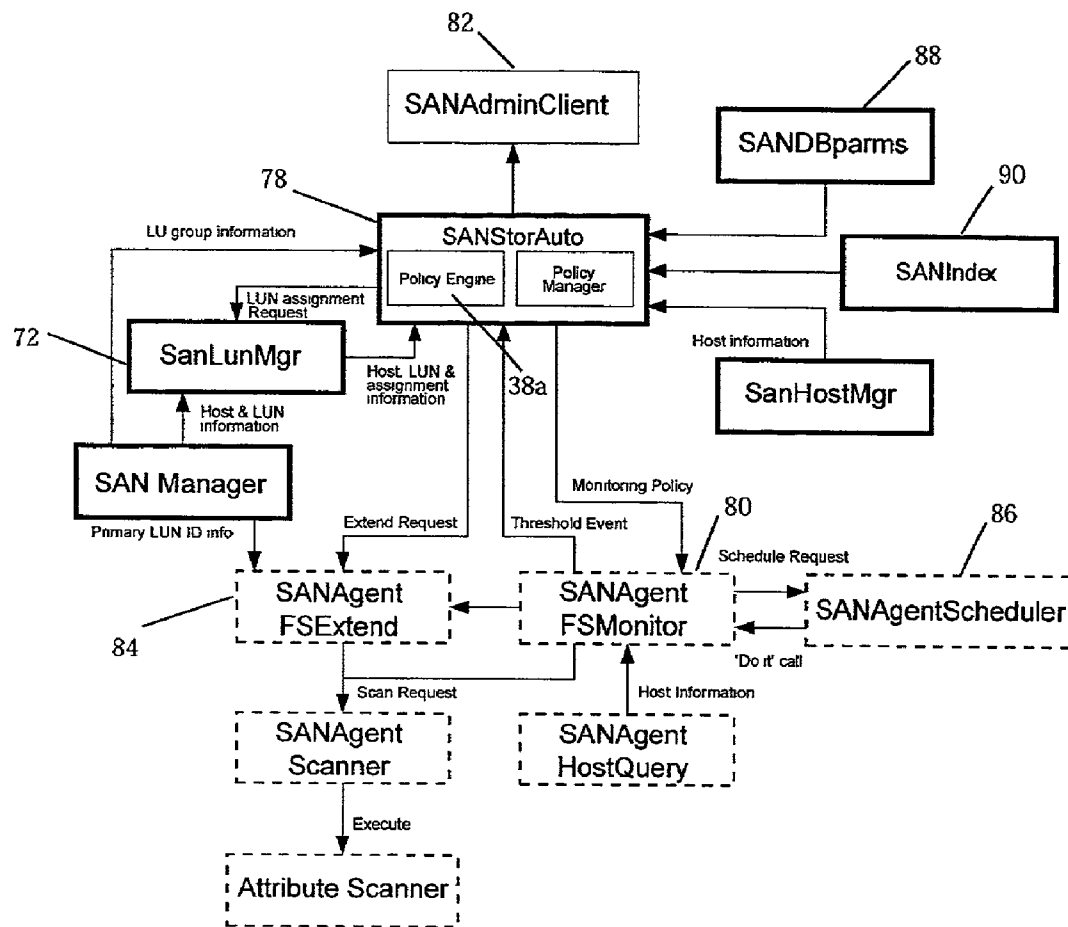 82
SANAdminClient
88
SANDBparms
78
90
LU group information
SANStorAuto
Policy Engine
Policy
Manager
SANIndex
LUN assignment
Request
72
SanLunMgr
Host, LUN &
assignment
information
38a
Host information
SanHostMgr
Host & LUN
information
SAN Manager
Primary LUN ID info
Extend Request
Threshold Event
Monitoring Policy
80
86
Schedule Request
SANAgent
FSExtend
SANAgent
FSMonitor
SANAgentScheduler
84
'Do it' call
Scan Request
Host Information
SANAgent
Scanner
SANAgent
HostQuery
Execute
Attribute Scanner